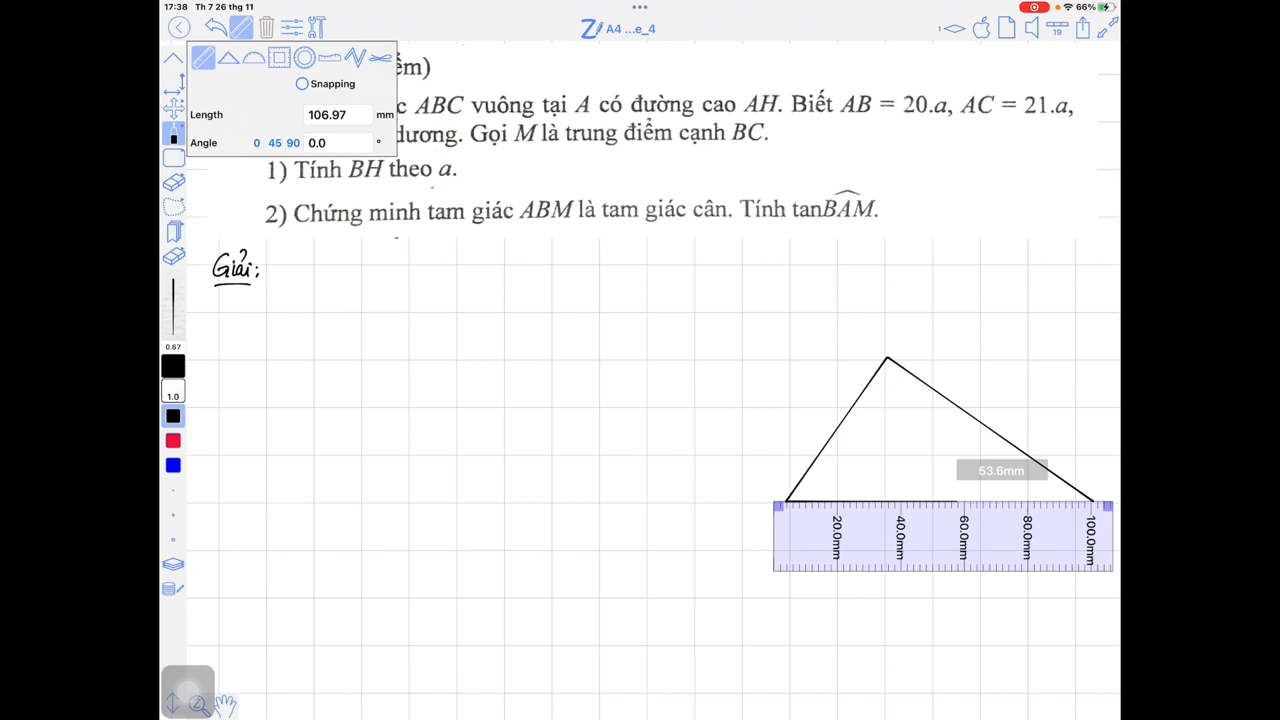 17:38 Th 7 26 thg 11
66%
A4 ...e_4
1
19
Snapping
Length 106.97 mm
Angle 0 45 90 0.0 °
ểm)
c ABC vuông tại A có đường cao AH. Biết AB = 20.a, AC = 21.a,
dương. Gọi M là trung điểm cạnh BC.
1) Tính BH theo a.
2) Chứng minh tam giác ABM là tam giác cân. Tính tanBAM.
Giải:
0.67
1.0
53.6mm
20.0mm
40.0mm
60.0mm
80.0mm
100.0mm